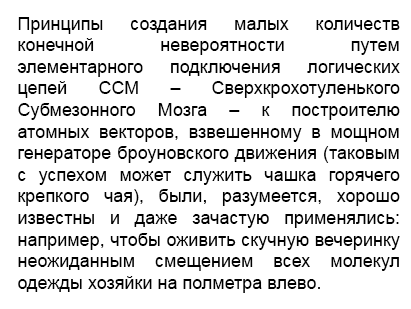 Принципы создания малых количеств
конечной невероятности путем
элементарного подключения логических
цепей ССМ – Сверхкрохотуленького
Субмезонного Мозга – к построителю
атомных векторов, взвешенному в мощном
генераторе броуновского движения (таковым
с успехом может служить чашка горячего
крепкого чая), были, разумеется, хорошо
известны и даже зачастую применялись:
например, чтобы оживить скучную вечеринку
неожиданным смещением всех молекул
одежды хозяйки на полметра влево.